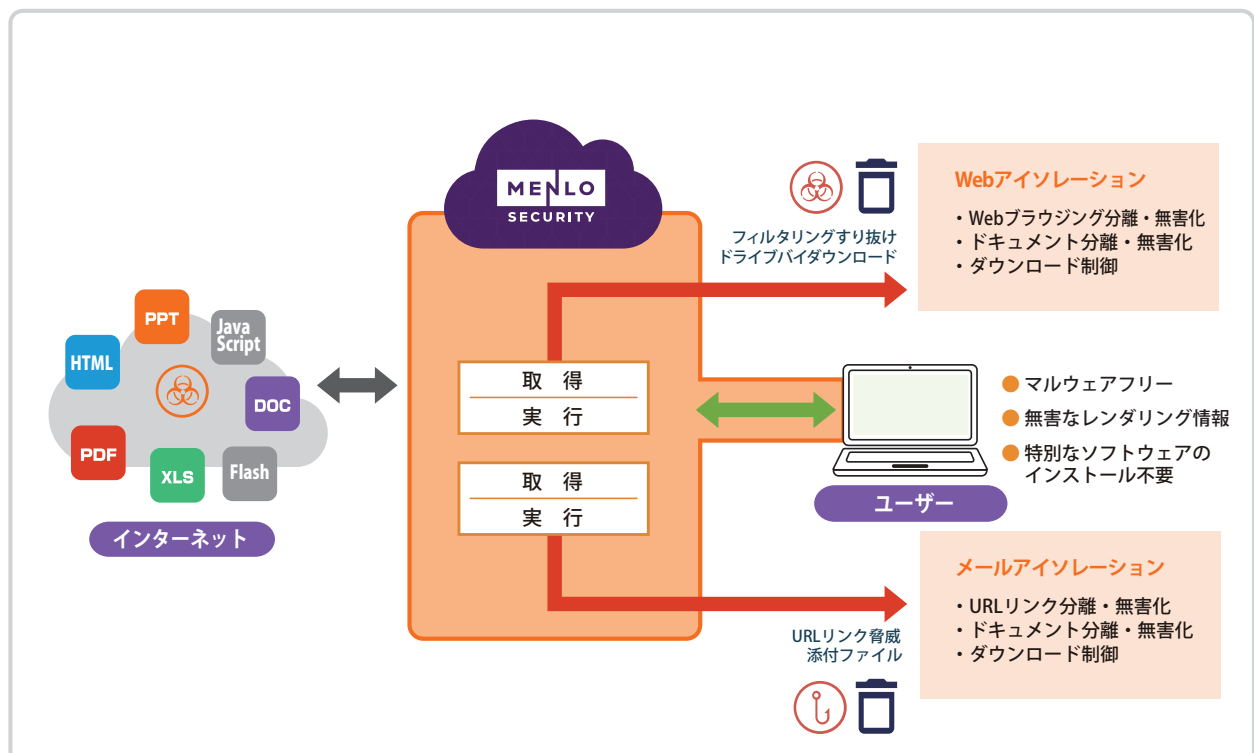 MENLO
SECURITY
PPT
Java
Script
HTML
DOC
PDF
XLS
Flash
インターネット
取 得
実 行
取 得
実 行
フィルタリングすり抜け
ドライブバイダウンロード
Webアイソレーション
・Webブラウジング分離・無害化
・ドキュメント分離・無害化
・ダウンロード制御
マルウェアフリー
無害なレンダリング情報
特別なソフトウェアの
インストール不要
ユーザー
URLリンク脅威
添付ファイル
メールアイソレーション
・URLリンク分離・無害化
・ドキュメント分離・無害化
・ダウンロード制御